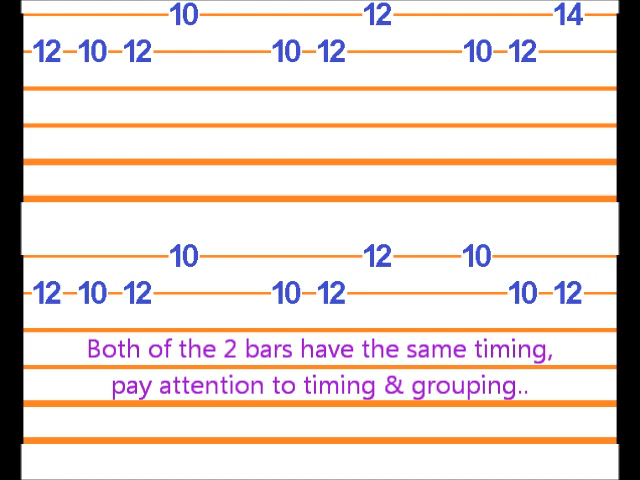 10 12 14
12 10 12 10 12 10 12
10 12 10
12 10 12 10 12 10 12
Both of the 2 bars have the same timing,
pay attention to timing & grouping..